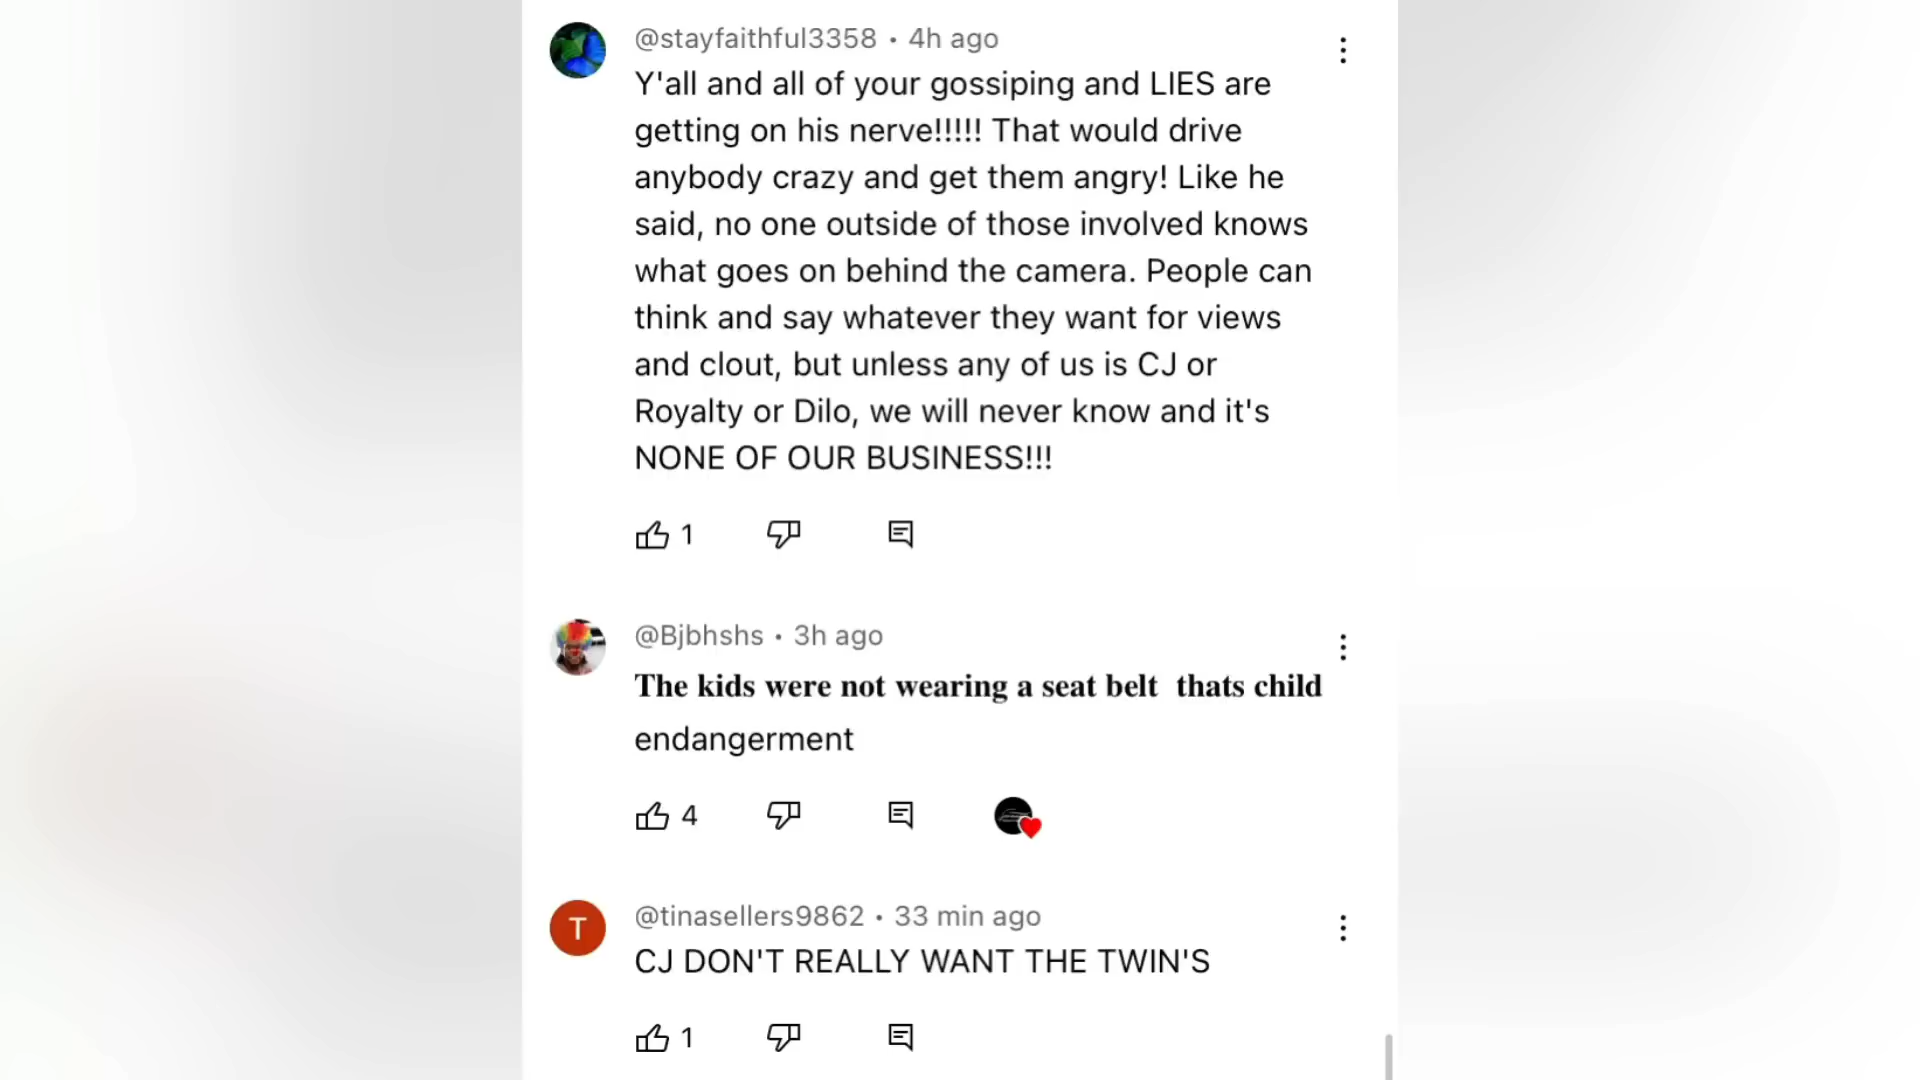 @stayfaithful3358 • 4h ago
Y'all and all of your gossiping and LIES are
getting on his nerve!!!!! That would drive
anybody crazy and get them angry! Like he
said, no one outside of those involved knows
what goes on behind the camera. People can
think and say whatever they want for views
and clout, but unless any of us is CJ or
Royalty or Dilo, we will never know and it's
NONE OF OUR BUSINESS!!!
1
@Bjbhshs • 3h ago
The kids were not wearing a seat belt  thats child
endangerment
4
T
@tinasellers9862 • 33 min ago
CJ DON'T REALLY WANT THE TWIN'S
1